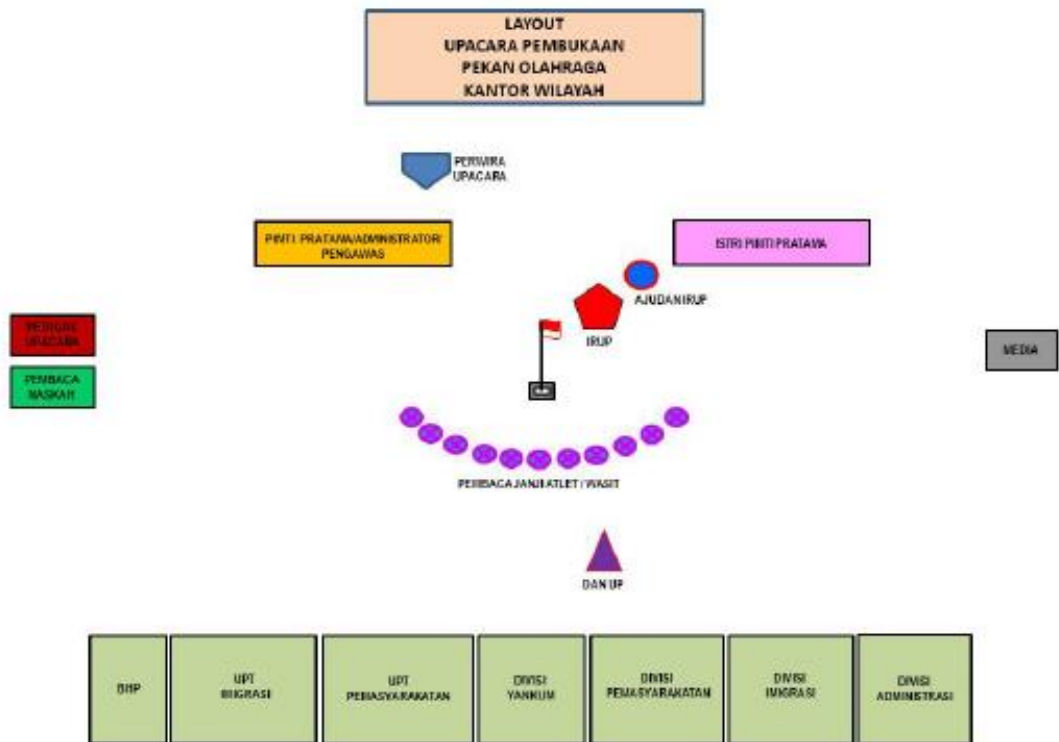 LAYOUT
UPACARA PEMBUKAAN
PEKAN OLAHRAGA
KANTOR WILAYAH
PERWIRA
UPACARA
PIMTI PRATAMA/ADMINISTRATOR
PENGAWAS
ISTRI PIMTI PRATAMA
AJUDAN IRUP
IRUP
PETUGAS
UPACARA
MEDIA
PEMBACA
NASKAH
PEMBACA JANJI ATLET / WASIT
DAN UP
BHP
UPT
IMIGRASI
UPT
PEMASYARAKATAN
DIVISI
YANKUM
DIVISI
PEMASYARAKATAN
DIVISI
IMIGRASI
DIVISI
ADMINISTRASI